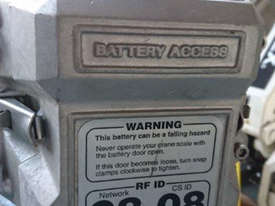 BATTERY ACCESS
WARNING
This battery can be a falling hazard
Never operate your crane scale with
the battery door open.
If this door becomes loose, turn snap
clamps clockwise to tighten.
RF ID
Network CS ID
08